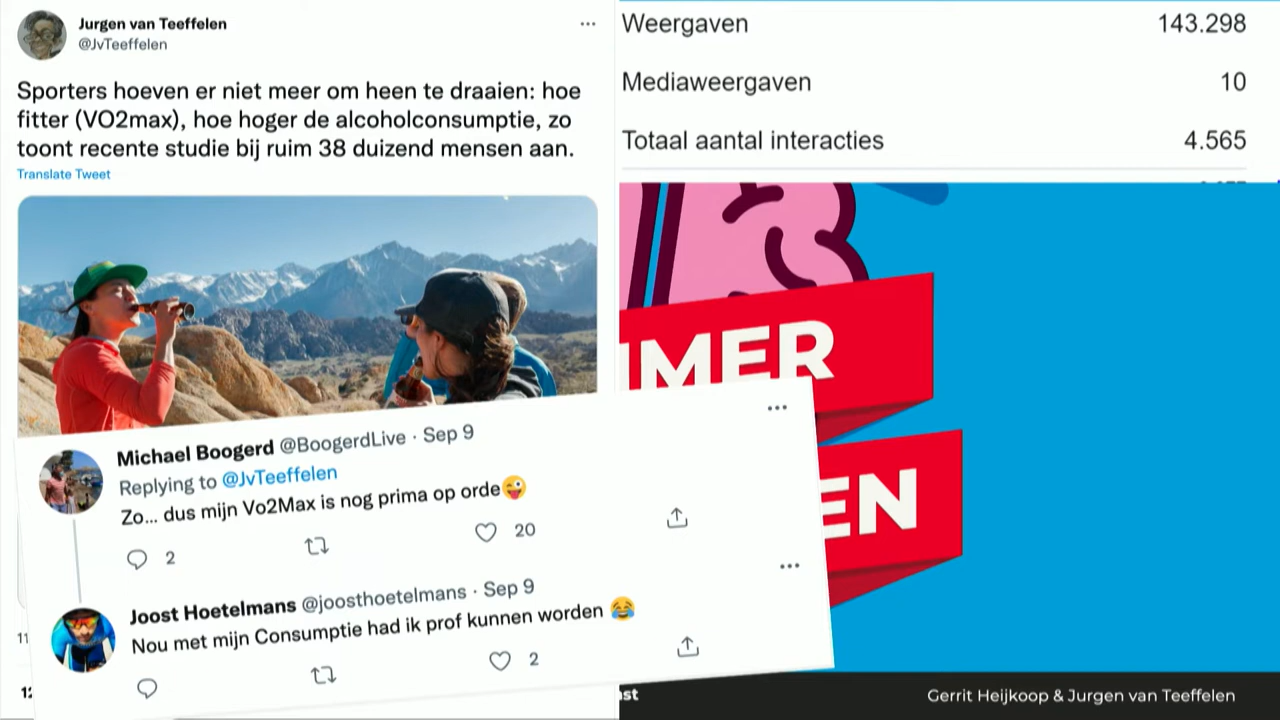 Jurgen van Teeffelen
@JvTeeffelen
Sporters hoeven er niet meer om heen te draaien: hoe
fitter (VO2max), hoe hoger de alcoholconsumptie, zo
toont recente studie bij ruim 38 duizend mensen aan.
Translate Tweet
Michael Boogerd @BoogerdLive · Sep 9
Replying to @JvTeeffelen
Zo... dus mijn Vo2Max is nog prima op orde😜
2
20
Joost Hoetelmans @joosthoetelmans · Sep 9
Nou met mijn Consumptie had ik prof kunnen worden 😂
2
11
12
Weergaven 143.298
Mediaweergaven 10
Totaal aantal interacties 4.565
MER
EN
st
Gerrit Heijkoop & Jurgen van Teeffelen